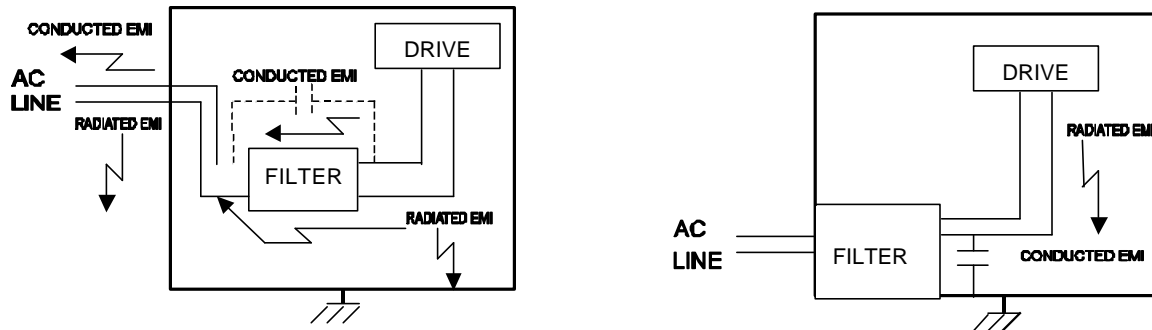 CONDUCTED EMI
DRIVE
CONDUCTED EMI
AC
LINE
RADIATED EMI
FILTER
RADIATED EMI
DRIVE
RADIATED EMI
AC
LINE
FILTER
CONDUCTED EMI